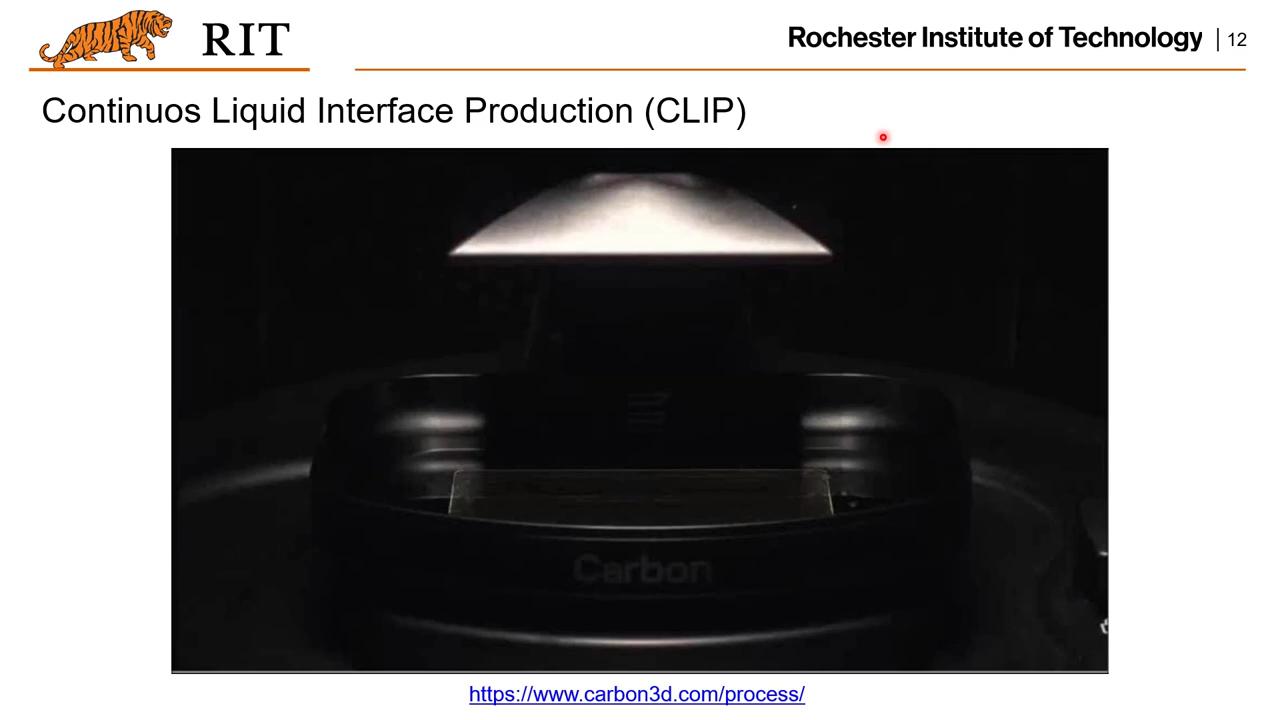 RIT
Rochester Institute of Technology | 12
Continuos Liquid Interface Production (CLIP)
Carbon
https://www.carbon3d.com/process/